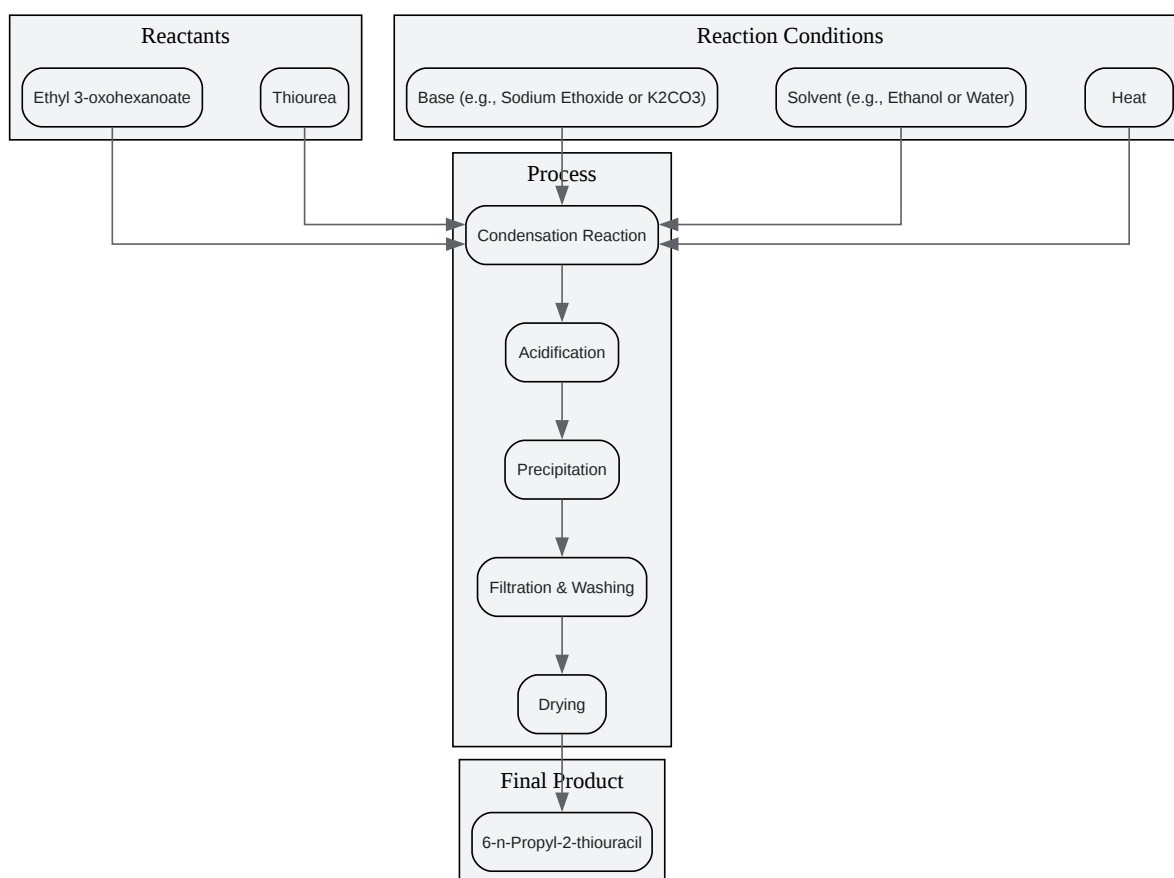 Reactants
Reaction Conditions
Ethyl 3-oxohexanoate
Thiourea
Base (e.g., Sodium Ethoxide or K2CO3)
Solvent (e.g., Ethanol or Water)
Heat
Process
Condensation Reaction
Acidification
Precipitation
Filtration & Washing
Drying
Final Product
6-n-Propyl-2-thiouracil